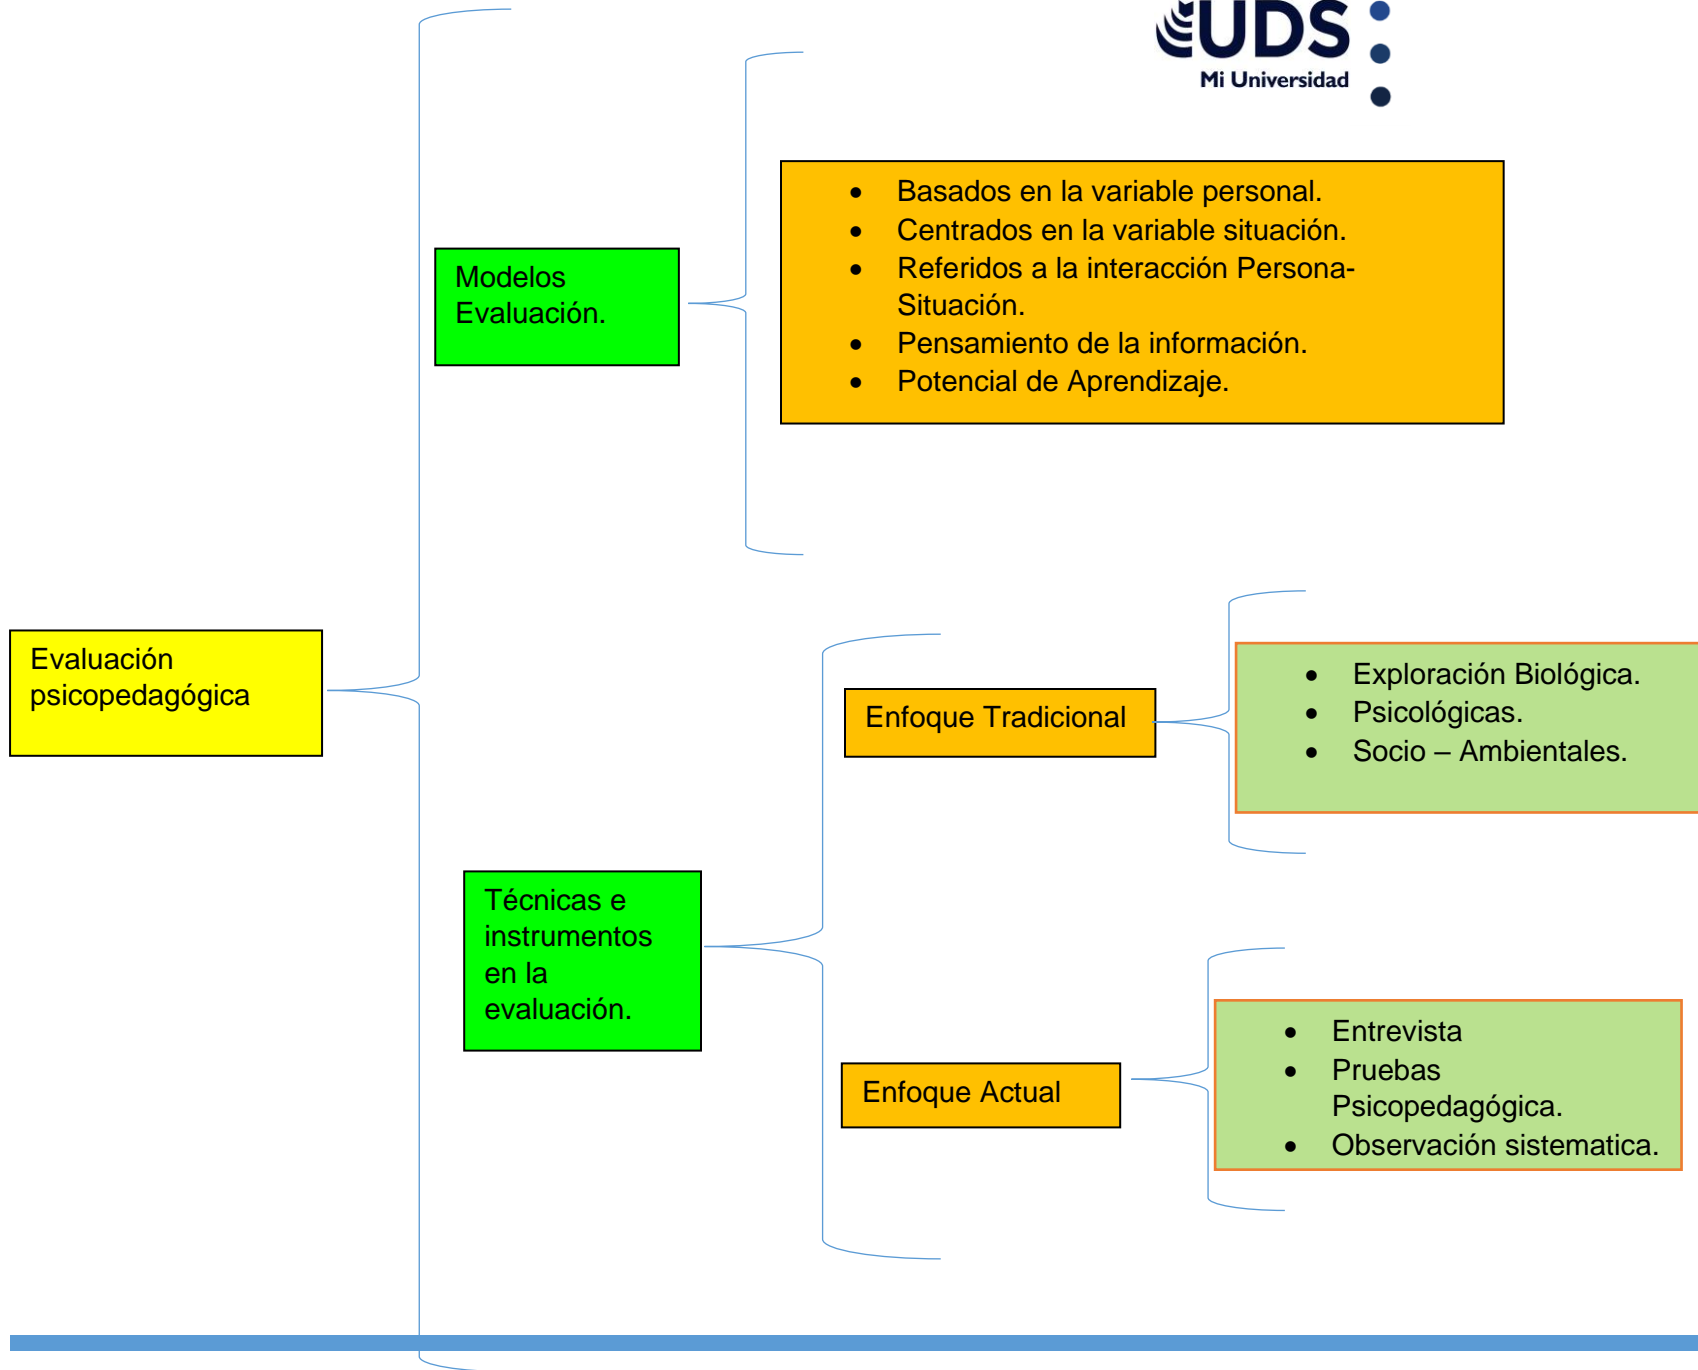 UDS
Mi Universidad
• Basados en la variable personal.
• Centrados en la variable situación.
• Referidos a la interacción Persona-
Situación.
• Pensamiento de la información.
• Potencial de Aprendizaje.
Modelos
Evaluación.
Evaluación
psicopedagógica
Técnicas e
instrumentos
en la
evaluación.
Enfoque Tradicional
• Exploración Biológica.
• Psicológicas.
• Socio – Ambientales.
Enfoque Actual
• Entrevista
• Pruebas
Psicopedagógica.
• Observación sistematica.